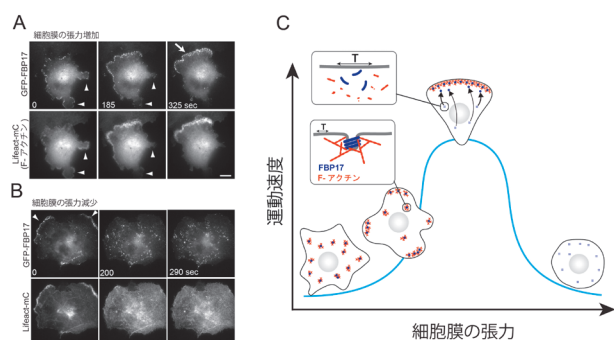 A
細胞膜の張力増加
GFP-FBP17
0
185
325 sec
Lifeact-mC
(F-アクチン)
B
細胞膜の張力減少
GFP-FBP17
0
200
290 sec
Lifeact-mC
C
T
T
FBP17
F-アクチン
運動速度
細胞膜の張力